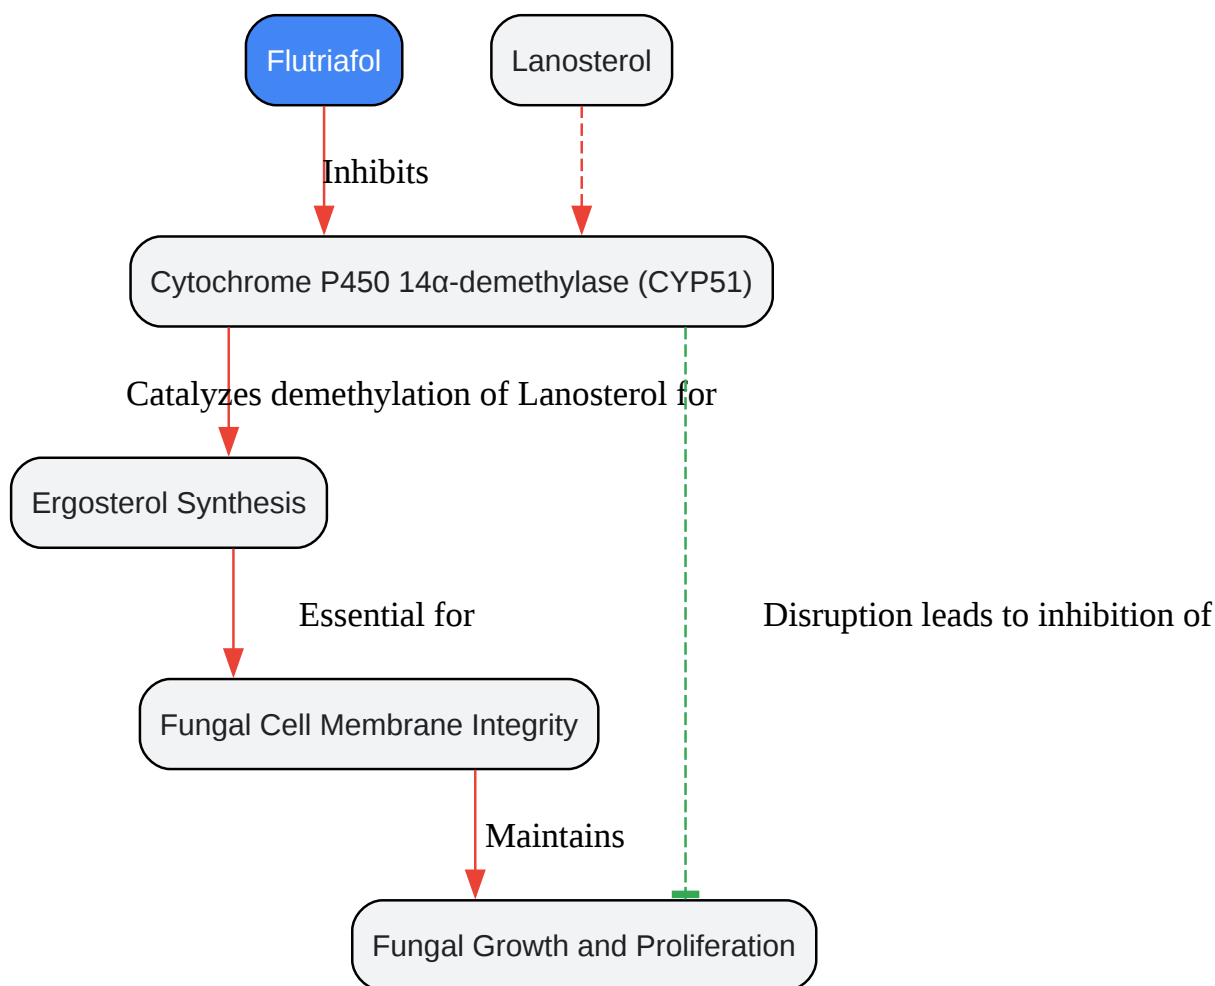 Flutriafol
Lanosterol
Inhibits
Cytochrome P450 14α-demethylase (CYP51)
Catalyzes demethylation of Lanosterol for
Ergosterol Synthesis
Essential for
Disruption leads to inhibition of
Fungal Cell Membrane Integrity
Maintains
Fungal Growth and Proliferation